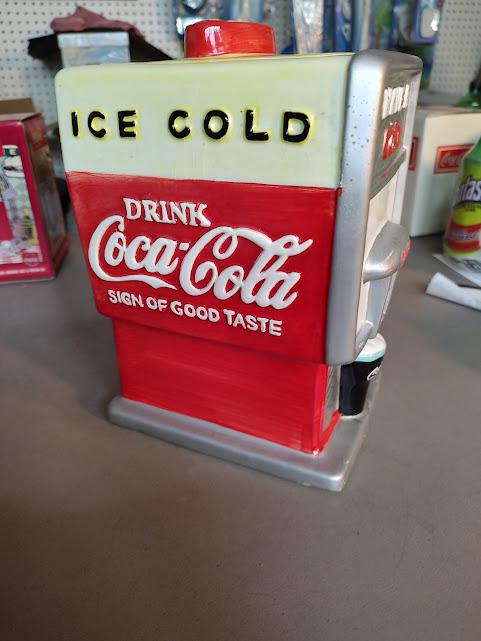 ICE COLD
DRINK
Coca-Cola
SIGN OF GOOD TASTE